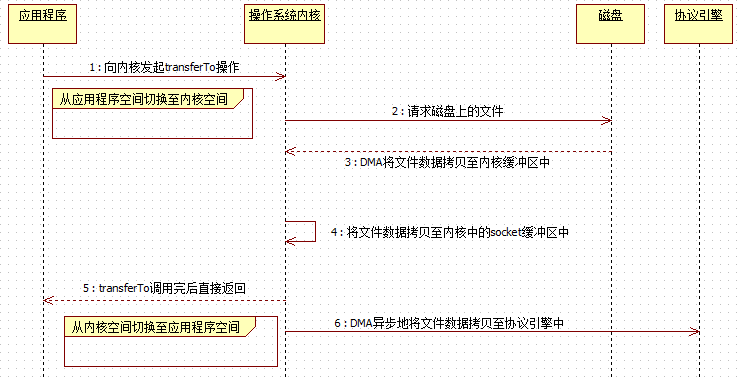 应用程序
操作系统内核
磁盘
协议引擎
1 : 向内核发起transferTo操作
从应用程序空间切换至内核空间
2 : 请求磁盘上的文件
3 : DMA将文件数据拷贝至内核缓冲区中
4 : 将文件数据拷贝至内核中的socket缓冲区中
5 : transferTo调用完后直接返回
从内核空间切换至应用程序空间
6 : DMA异步地将文件数据拷贝至协议引擎中